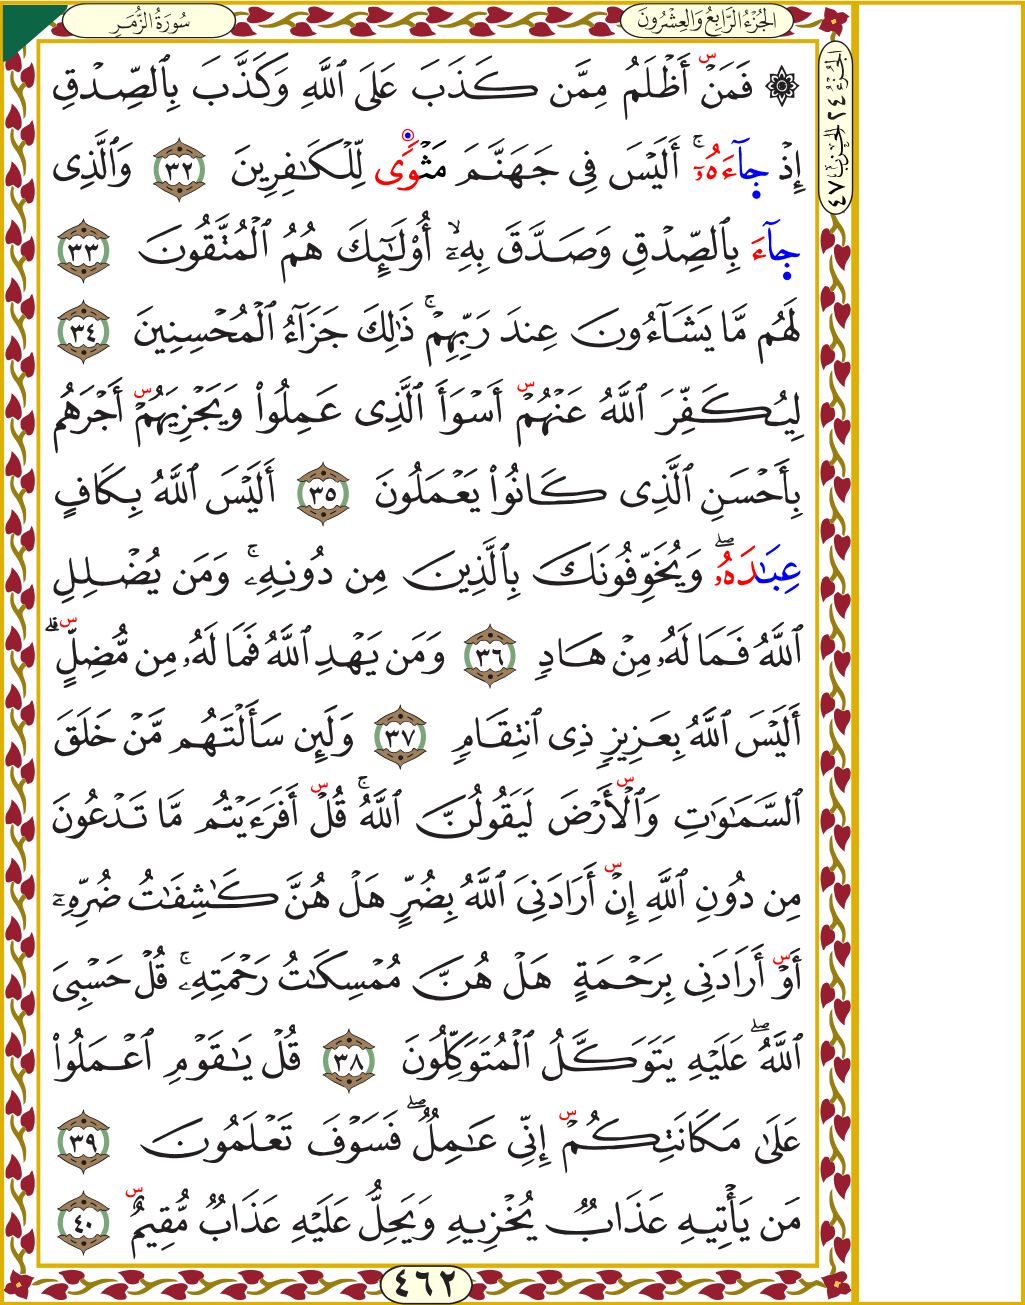 سُورَةُ الزُّمَرِ
الجُزْءُ الرَّابِعُ وَالعِشْرُونَ
الجُزْءُ ٢٤ الحِزْبُ ٤٧
۞ فَمَنْ أَظْلَمُ مِمَّن كَذَبَ عَلَى ٱللَّهِ وَكَذَّبَ بِٱلصِّدْقِ
إِذْ جِآءَهُۥٓۚ أَلَيْسَ فِى جَهَنَّمَ مَثْوًى لِّلْكَـٰفِرِينَ ٣٢ وَٱلَّذِى
جِآءَ بِٱلصِّدْقِ وَصَدَّقَ بِهِۦٓۙ أُو۟لَـٰٓئِكَ هُمُ ٱلْمُتَّقُونَ ٣٣
لَهُم مَّا يَشَآءُونَ عِندَ رَبِّهِمْۚ ذَٰلِكَ جَزَآءُ ٱلْمُحْسِنِينَ ٣٤
لِيُكَفِّرَ ٱللَّهُ عَنْهُمْ أَسْوَأَ ٱلَّذِى عَمِلُوا۟ وَيَجْزِيَهُمْ أَجْرَهُم
بِأَحْسَنِ ٱلَّذِى كَانُوا۟ يَعْمَلُونَ ٣٥ أَلَيْسَ ٱللَّهُ بِكَافٍ
عِبَـٰدَهُۥۖ وَيُخَوِّفُونَكَ بِٱلَّذِينَ مِن دُونِهِۦۚ وَمَن يُضْلِلِ
ٱللَّهُ فَمَا لَهُۥ مِنْ هَادٍ ٣٦ وَمَن يَهْدِ ٱللَّهُ فَمَا لَهُۥ مِن مُّضِلٍّۗ
أَلَيْسَ ٱللَّهُ بِعَزِيزٍ ذِى ٱنتِقَامٍ ٣٧ وَلَئِن سَأَلْتَهُم مَّنْ خَلَقَ
ٱلسَّمَـٰوَٰتِ وَٱلْأَرْضَ لَيَقُولُنَّ ٱللَّهُۚ قُلْ أَفَرَءَيْتُم مَّا تَدْعُونَ
مِن دُونِ ٱللَّهِ إِنْ أَرَادَنِىَ ٱللَّهُ بِضُرٍّ هَلْ هُنَّ كَـٰشِفَـٰتُ ضُرِّهِۦٓ
أَوْ أَرَادَنِى بِرَحْمَةٍ هَلْ هُنَّ مُمْسِكَـٰتُ رَحْمَتِهِۦۚ قُلْ حَسْبِىَ
ٱللَّهُۖ عَلَيْهِ يَتَوَكَّلُ ٱلْمُتَوَكِّلُونَ ٣٨ قُلْ يَـٰقَوْمِ ٱعْمَلُوا۟
عَلَىٰ مَكَانَتِكُمْ إِنِّى عَـٰمِلٌۖ فَسَوْفَ تَعْلَمُونَ ٣٩
مَن يَأْتِيهِ عَذَابٌ يُخْزِيهِ وَيَحِلُّ عَلَيْهِ عَذَابٌ مُّقِيمٌ ٤٠
٤٦٢